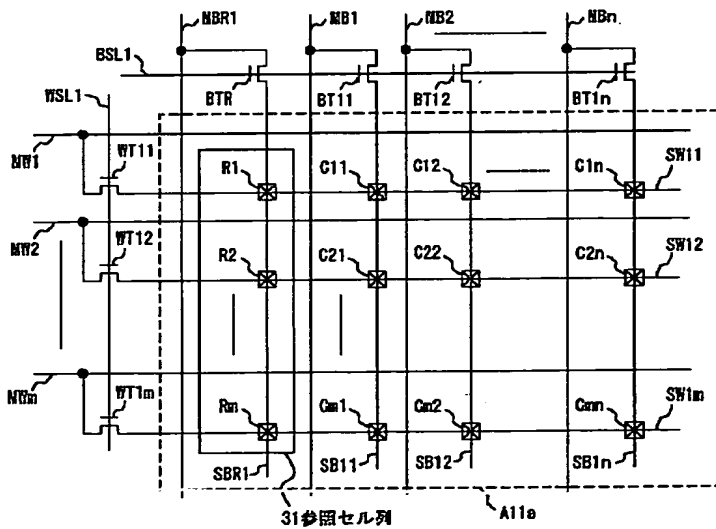 MBR1 MB1 MB2 MBn
BSL1
BTR BT11 BT12 BT1n
WSL1
MW1 WT11
R1 C11 C12 C1n SW11
MW2 WT12
R2 C21 C22 C2n SW12
MWm WT1m
Rm Cm1 Cm2 Cmn SW1m
SBR1 SB11 SB12 SB1n
31参照セル列 A11a